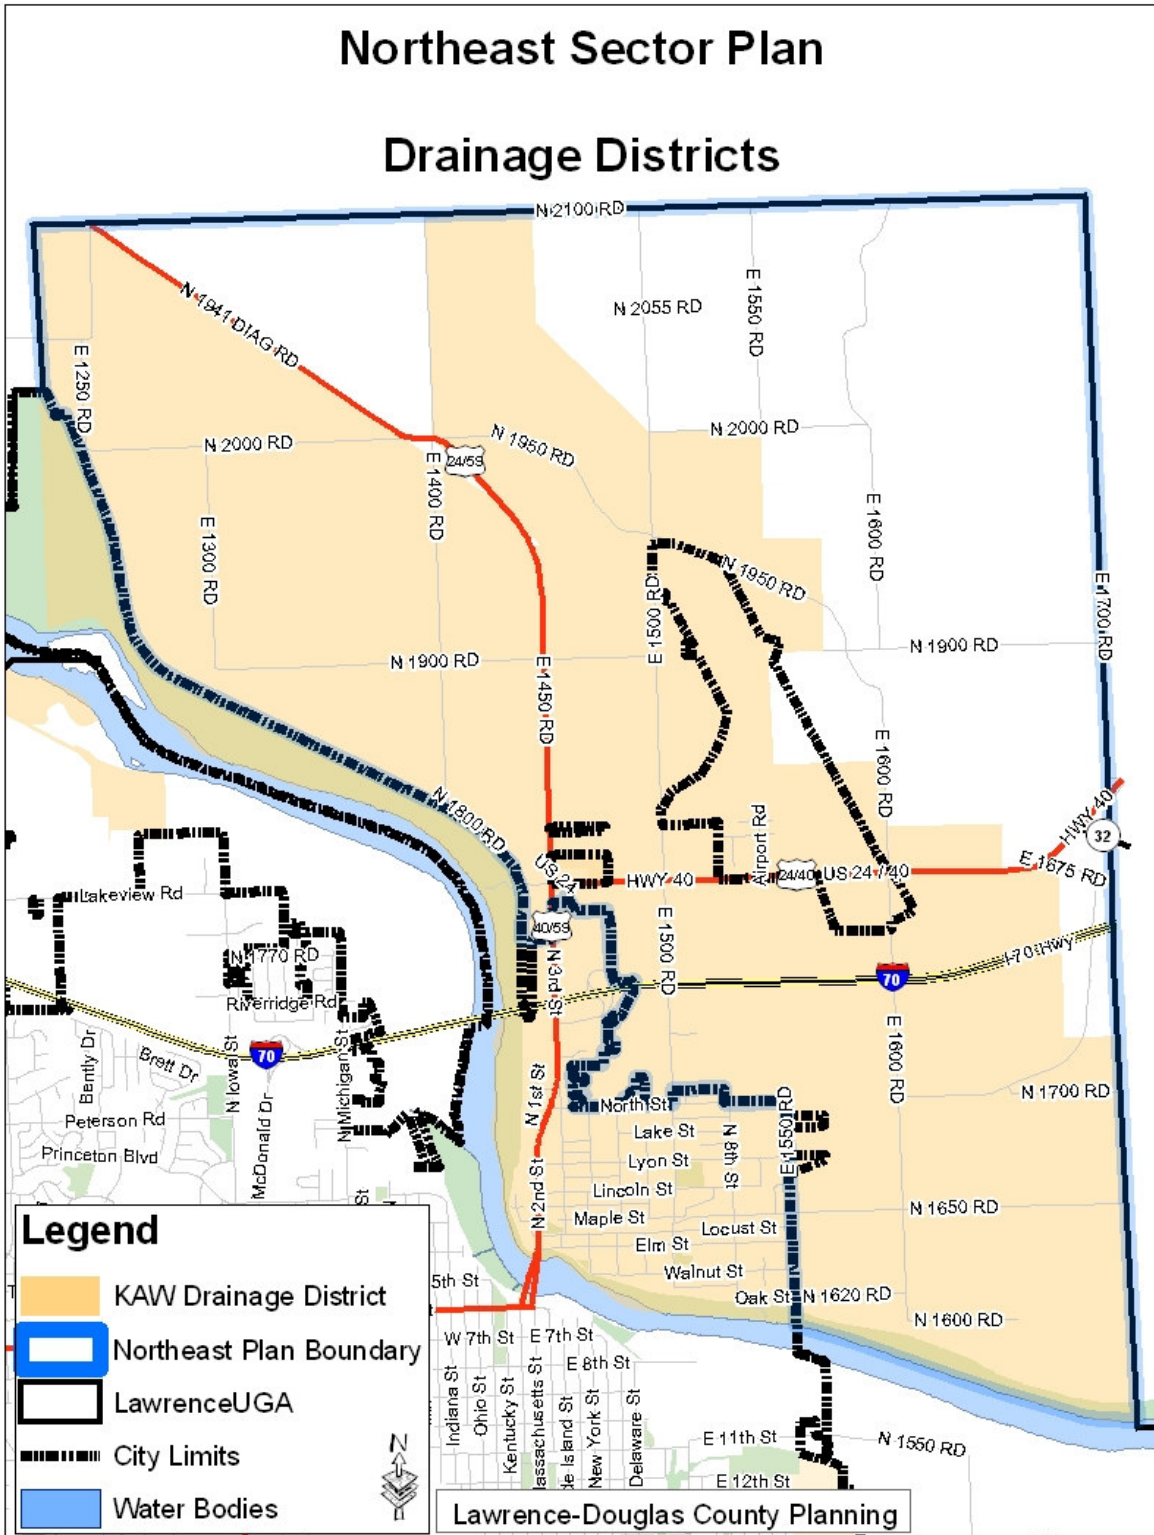 Northeast Sector Plan
Drainage Districts
N 2100 RD
N 1941 DIAG RD
N 2055 RD
E 1550 RD
E 1250 RD
N 2000 RD
N 1950 RD
N 2000 RD
24/59
E 1400 RD
E 1300 RD
E 1600 RD
N 1950 RD
E 1500 RD
E 1700 RD
N 1900 RD
N 1900 RD
E 1450 RD
E 1600 RD
N 1800 RD
HWY 40
32
Airport Rd
US 24
HWY 40
24/40
US 24 / 40
E 1675 RD
Lakeview Rd
40/59
E 1500 RD
N 1770 RD
N 3rd St
I-70 Hwy
70
Riverridge Rd
70
Brett Dr
Bently Dr
N Iowa St
N Michigan St
McDonald Dr
E 1600 RD
N 1st St
N 1700 RD
North St
E 1550 RD
Peterson Rd
Princeton Blvd
Lake St
N 8th St
Lyon St
Lincoln St
N 2nd St
Maple St
Locust St
N 1650 RD
Elm St
Walnut St
Oak St
N 1620 RD
N 1600 RD
St
N
5th St
W 7th St
E 7th St
E 8th St
Indiana St
Ohio St
Kentucky St
assachusetts St
de Island St
New York St
Delaware St
E 11th St
N 1550 RD
E 12th St
Legend
KAW Drainage District
Northeast Plan Boundary
LawrenceUGA
City Limits
Water Bodies
N
Lawrence-Douglas County Planning